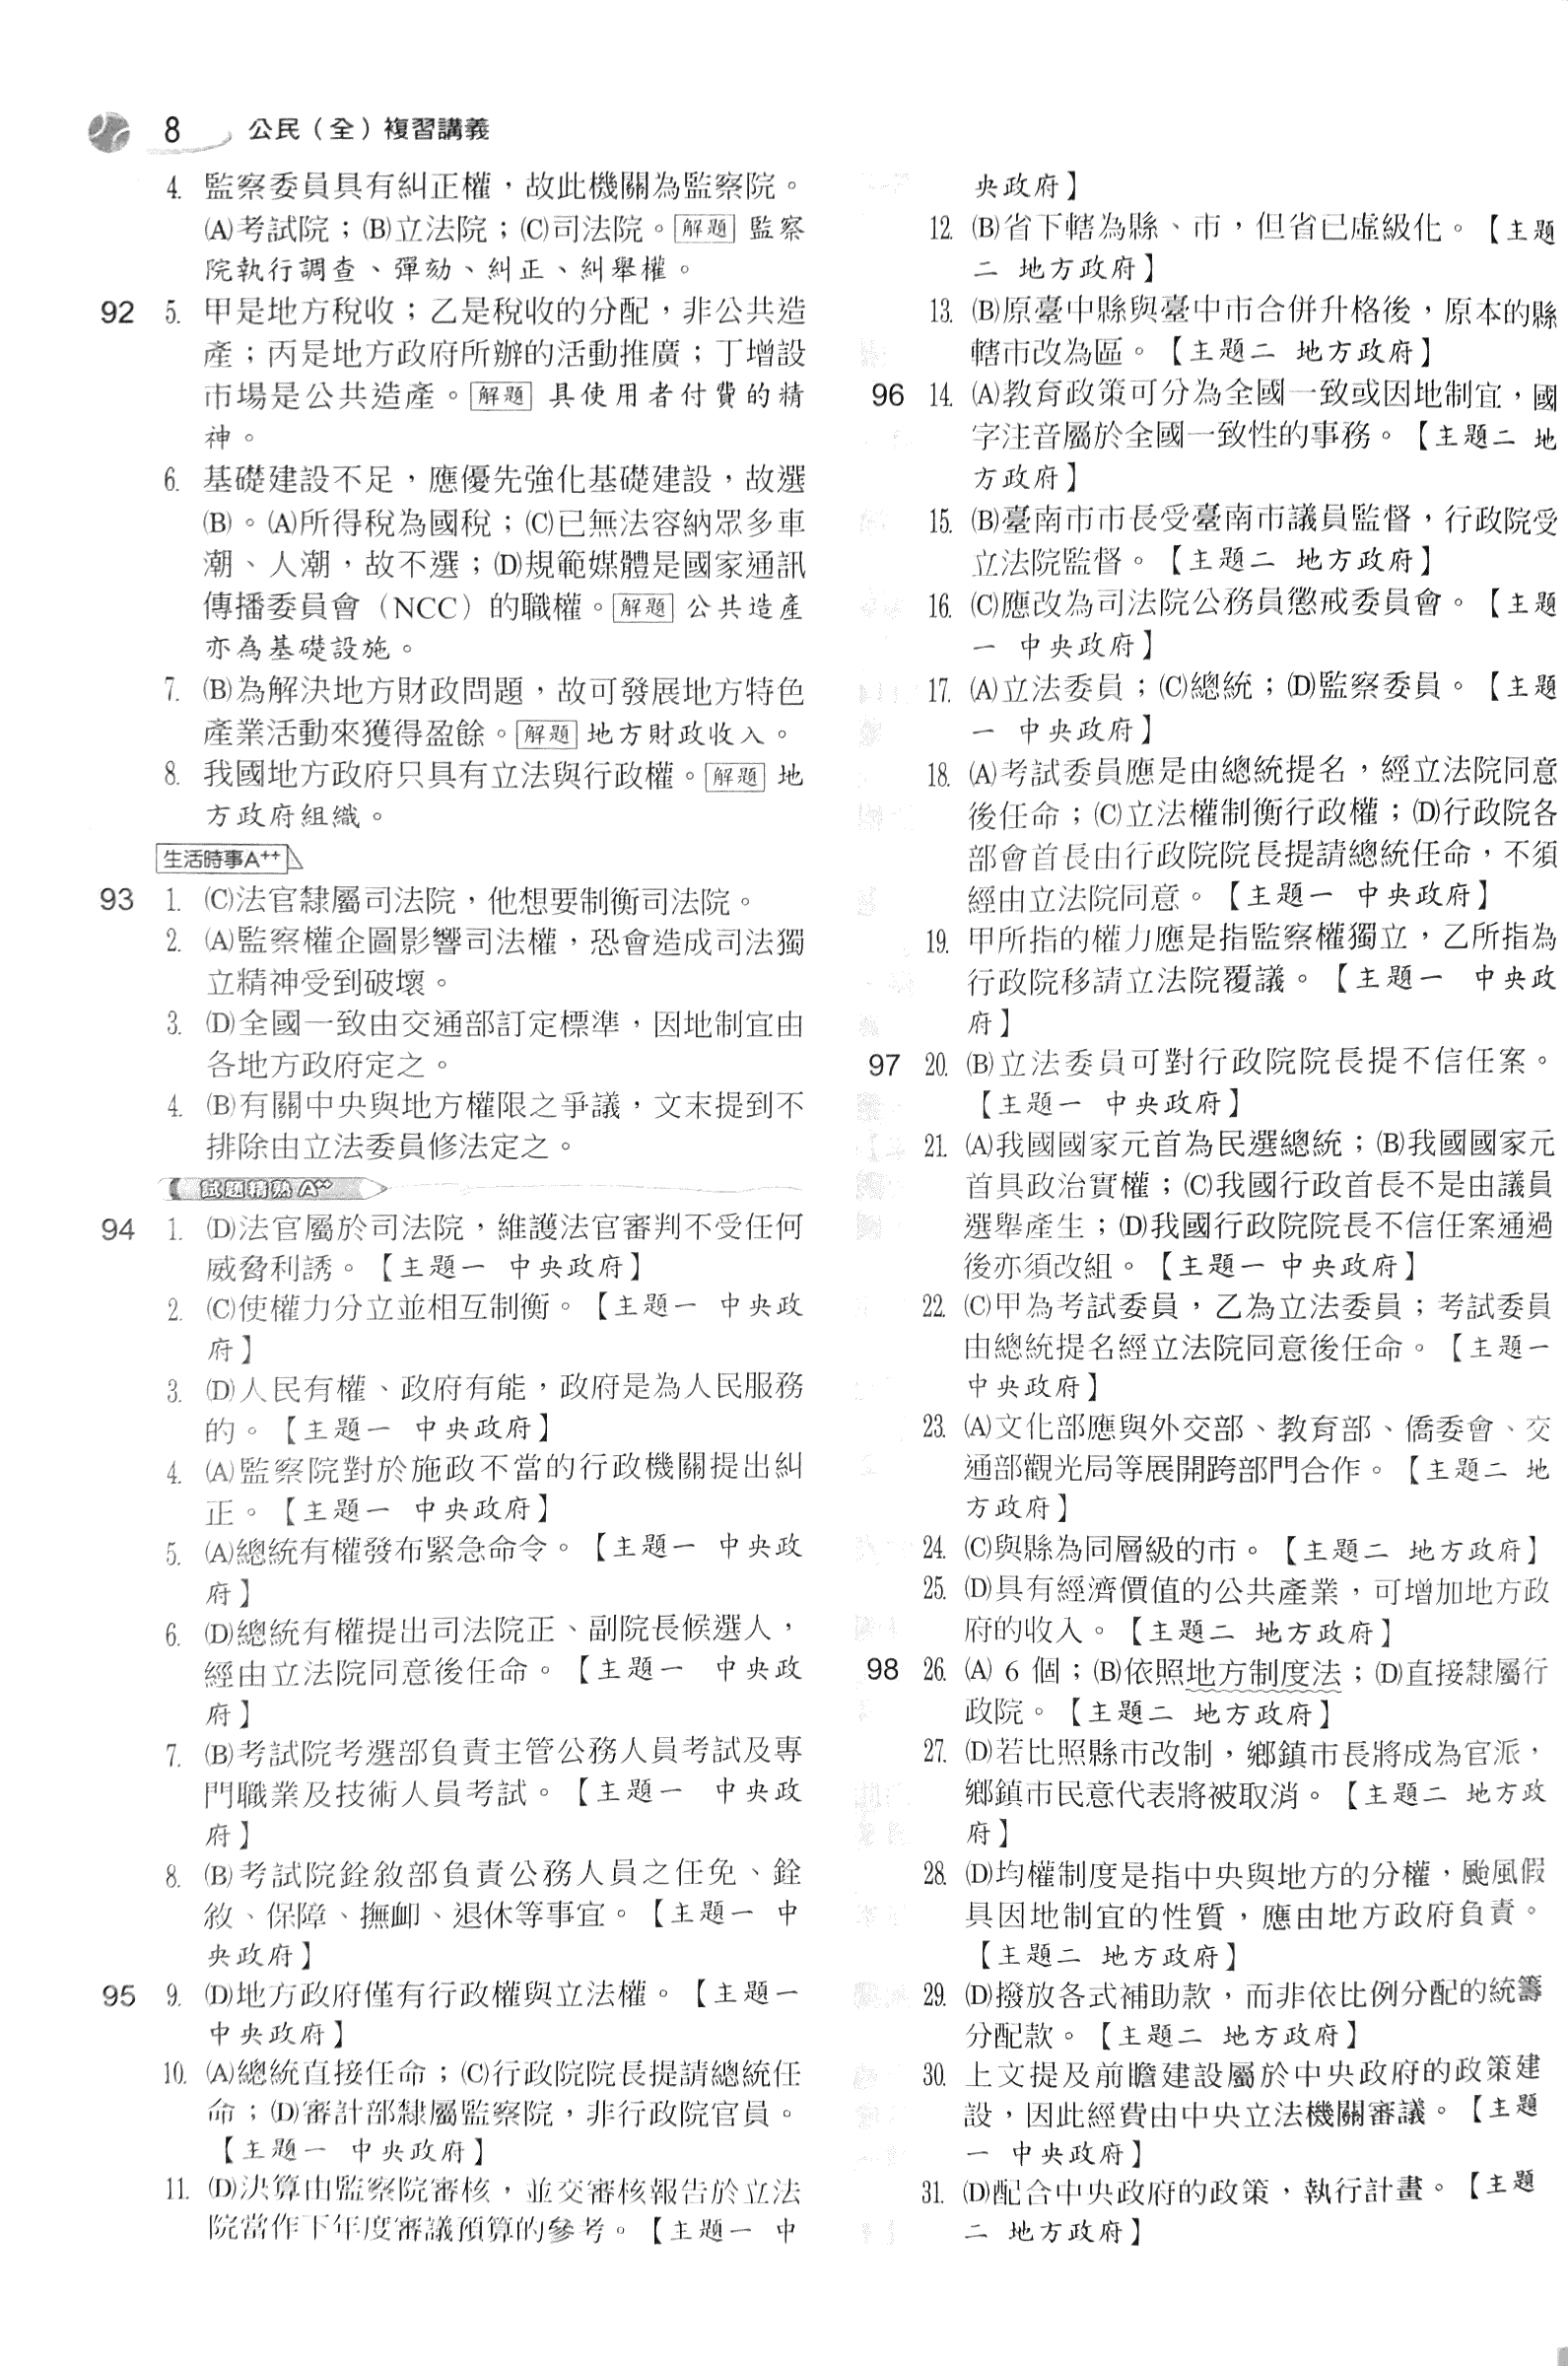 8 公民（全）複習講義
4. 監察委員具有糾正權，故此機關為監察院。
(A)考試院；(B)立法院；(C)司法院。解題 監察
院執行調查、彈劾、糾正、糾舉權。
92 5. 甲是地方稅收；乙是稅收的分配，非公共造
產；丙是地方政府所辦的活動推廣；丁增設
市場是公共造產。解題 具使用者付費的精
神。
6. 基礎建設不足，應優先強化基礎建設，故選
(B)。(A)所得稅為國稅；(C)已無法容納眾多車
潮、人潮，故不選；(D)規範媒體是國家通訊
傳播委員會（NCC）的職權。解題 公共造產
亦為基礎設施。
7. (B)為解決地方財政問題，故可發展地方特色
產業活動來獲得盈餘。解題 地方財政收入。
8. 我國地方政府只具有立法與行政權。解題 地
方政府組織。
生活時事A++
93 1. (C)法官隸屬司法院，他想要制衡司法院。
2. (A)監察權企圖影響司法權，恐會造成司法獨
立精神受到破壞。
3. (D)全國一致由交通部訂定標準，因地制宜由
各地方政府定之。
4. (B)有關中央與地方權限之爭議，文末提到不
排除由立法委員修法定之。
試題精熟A++
94 1. (D)法官屬於司法院，維護法官審判不受任何
威脅利誘。【主題一 中央政府】
2. (C)使權力分立並相互制衡。【主題一 中央政
府】
3. (D)人民有權、政府有能，政府是為人民服務
的。【主題一 中央政府】
4. (A)監察院對於施政不當的行政機關提出糾
正。【主題一 中央政府】
5. (A)總統有權發布緊急命令。【主題一 中央政
府】
6. (D)總統有權提出司法院正、副院長候選人，
經由立法院同意後任命。【主題一 中央政
府】
7. (B)考試院考選部負責主管公務人員考試及專
門職業及技術人員考試。【主題一 中央政
府】
8. (B)考試院銓敘部負責公務人員之任免、銓
敘、保障、撫卹、退休等事宜。【主題一 中
央政府】
95 9. (D)地方政府僅有行政權與立法權。【主題一
中央政府】
10. (A)總統直接任命；(C)行政院院長提請總統任
命；(D)審計部隸屬監察院，非行政院官員。
【主題一 中央政府】
11. (D)決算由監察院審核，並交審核報告於立法
院當作下年度審議預算的參考。【主題一 中
央政府】
12. (B)省下轄為縣、市，但省已虛級化。【主題
二 地方政府】
13. (B)原臺中縣與臺中市合併升格後，原本的縣
轄市改為區。【主題二 地方政府】
96 14. (A)教育政策可分為全國一致或因地制宜，國
字注音屬於全國一致性的事務。【主題二 地
方政府】
15. (B)臺南市市長受臺南市議員監督，行政院受
立法院監督。【主題二 地方政府】
16. (C)應改為司法院公務員懲戒委員會。【主題
一 中央政府】
17. (A)立法委員；(C)總統；(D)監察委員。【主題
一 中央政府】
18. (A)考試委員應是由總統提名，經立法院同意
後任命；(C)立法權制衡行政權；(D)行政院各
部會首長由行政院院長提請總統任命，不須
經由立法院同意。【主題一 中央政府】
19. 甲所指的權力應是指監察權獨立，乙所指為
行政院移請立法院覆議。【主題一 中央政
府】
97 20. (B)立法委員可對行政院院長提不信任案。
【主題一 中央政府】
21. (A)我國國家元首為民選總統；(B)我國國家元
首具政治實權；(C)我國行政首長不是由議員
選舉產生；(D)我國行政院院長不信任案通過
後亦須改組。【主題一 中央政府】
22. (C)甲為考試委員，乙為立法委員；考試委員
由總統提名經立法院同意後任命。【主題一
中央政府】
23. (A)文化部應與外交部、教育部、僑委會、交
通部觀光局等展開跨部門合作。【主題二 地
方政府】
24. (C)與縣為同層級的市。【主題二 地方政府】
25. (D)具有經濟價值的公共產業，可增加地方政
府的收入。【主題二 地方政府】
98 26. (A) 6 個；(B)依照地方制度法；(D)直接隸屬行
政院。【主題二 地方政府】
27. (D)若比照縣市改制，鄉鎮市長將成為官派，
鄉鎮市民意代表將被取消。【主題二 地方政
府】
28. (D)均權制度是指中央與地方的分權，颱風假
具因地制宜的性質，應由地方政府負責。
【主題二 地方政府】
29. (D)撥放各式補助款，而非依比例分配的統籌
分配款。【主題二 地方政府】
30. 上文提及前瞻建設屬於中央政府的政策建
設，因此經費由中央立法機關審議。【主題
一 中央政府】
31. (D)配合中央政府的政策，執行計畫。【主題
二 地方政府】